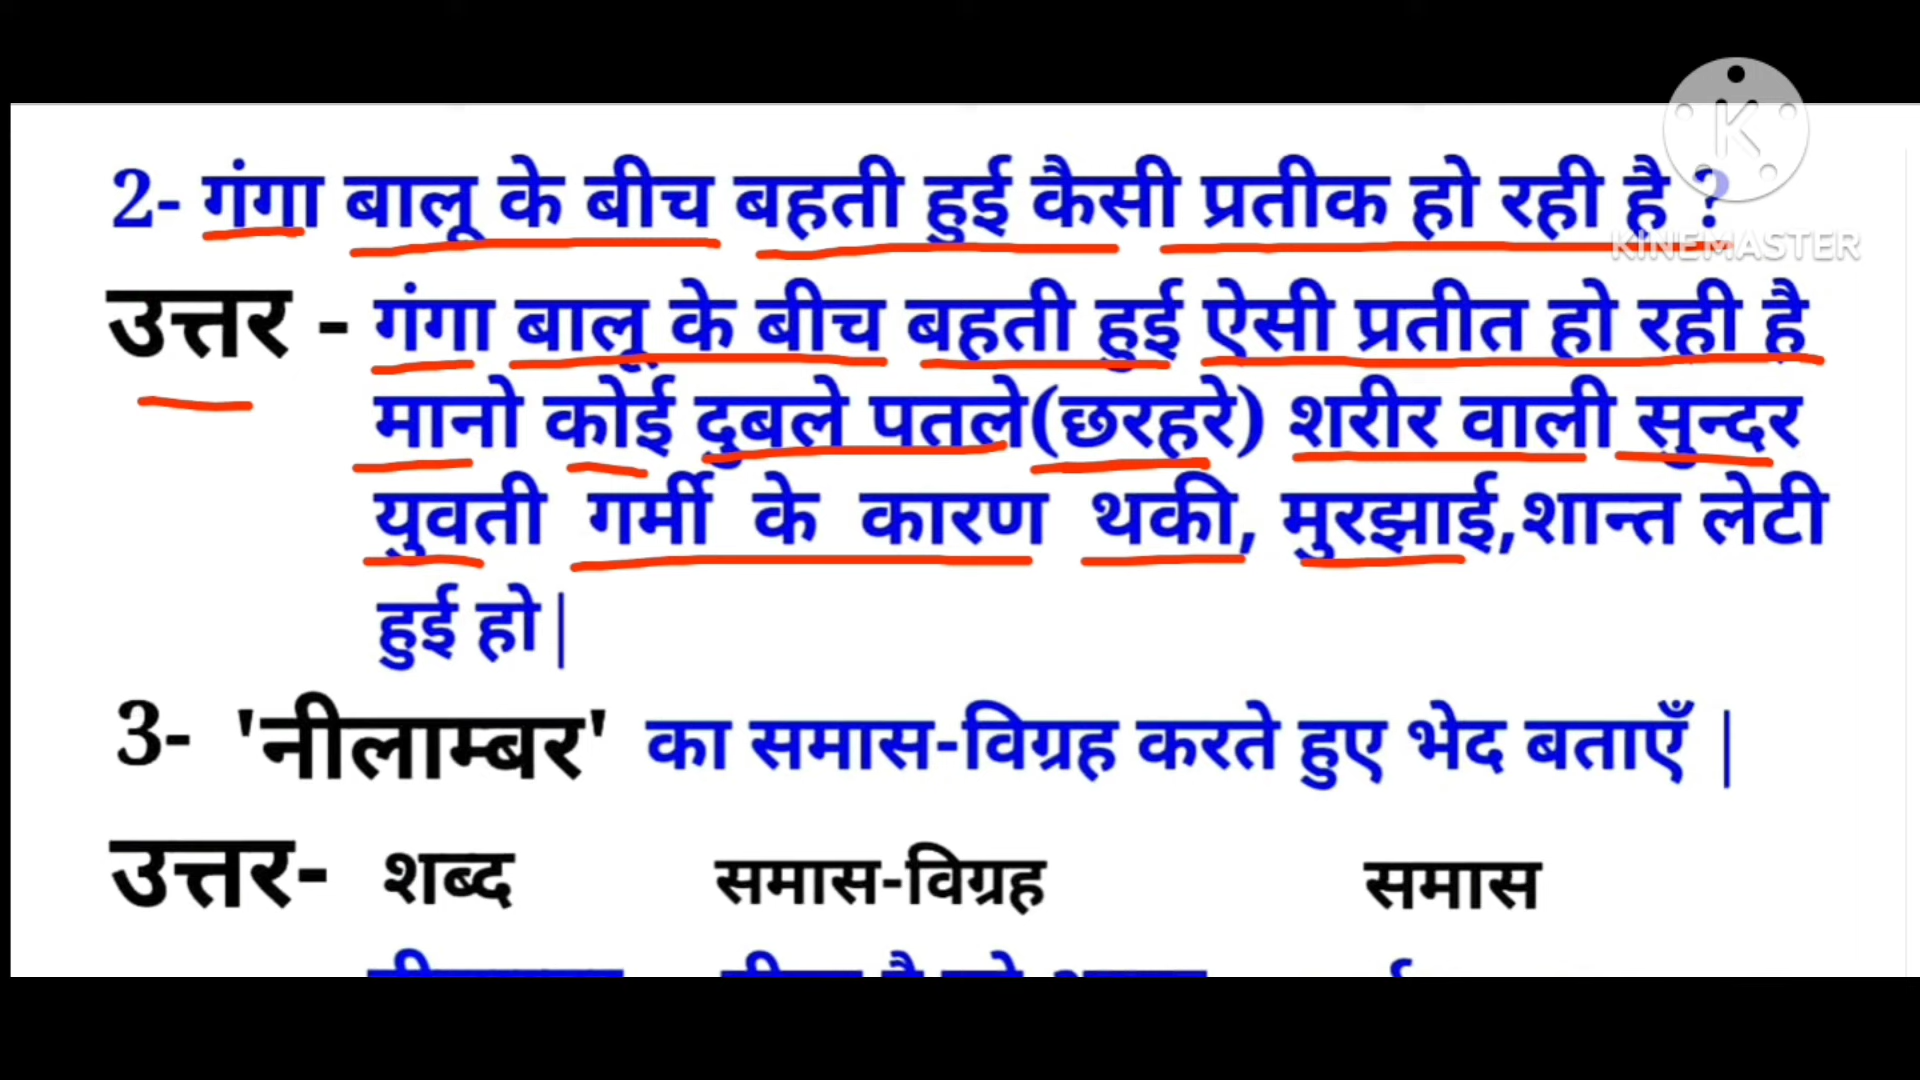 2- गंगा बालू के बीच बहती हुई कैसी प्रतीक हो रही है ?
KINEMASTER
उत्तर - गंगा बालू के बीच बहती हुई ऐसी प्रतीत हो रही है
मानो कोई दुबले पतले(छरहरे) शरीर वाली सुन्दर
युवती गर्मी के कारण थकी, मुरझाई,शान्त लेटी
हुई हो|
3- 'नीलाम्बर' का समास-विग्रह करते हुए भेद बताएँ |
उत्तर- शब्द समास-विग्रह समास